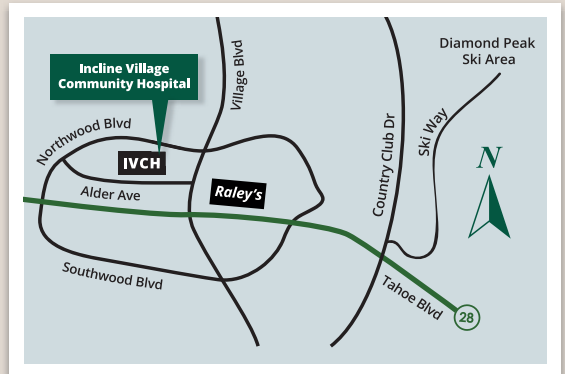 Diamond Peak
Ski Area
Incline Village
Community Hospital
Village Blvd
Northwood Blvd
Ski Way
IVCH
Country Club Dr
Alder Ave
Raley's
N
Southwood Blvd
Tahoe Blvd
28